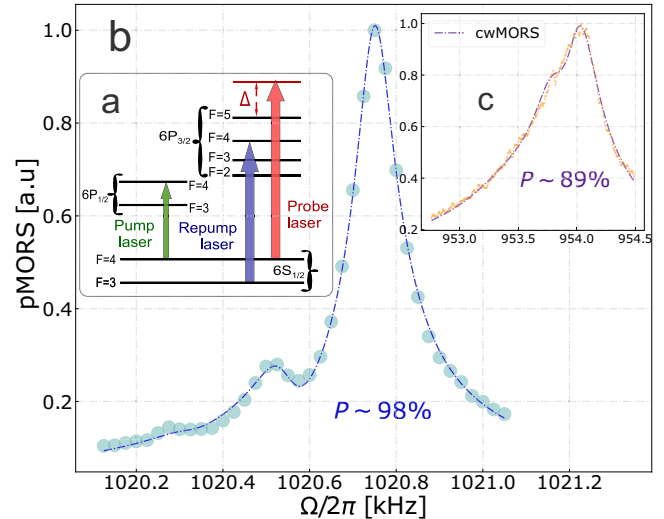 b
pMORS [a.u]
1.0
0.8
0.6
0.4
0.2
1020.2
1020.4
1020.6
1020.8
1021.0
1021.2
Ω/2π [kHz]
P ~ 98%
a
Δ
F=5
F=4
F=3
F=2
6P3/2
6P1/2
F=4
F=3
Pump
laser
Repump
laser
Probe
laser
F=4
F=3
6S1/2
cwMORS
c
P ~ 89%
1.0
0.8
0.6
0.4
0.2
953.0
953.5
954.0
954.5